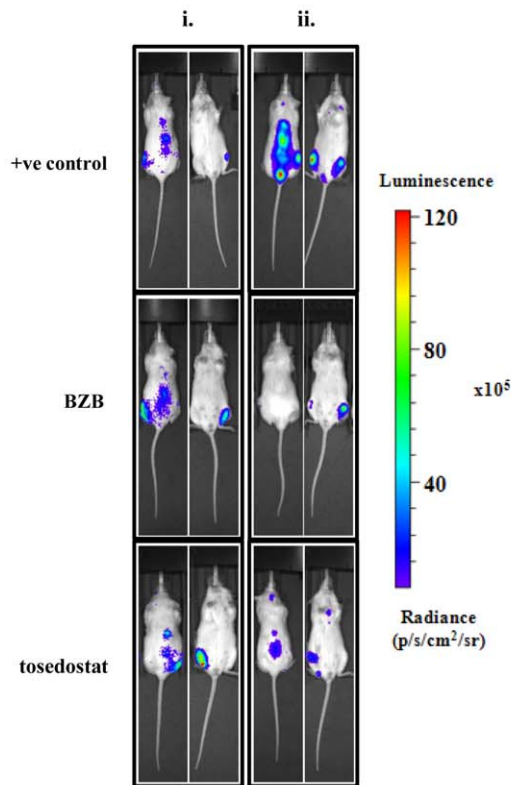 i. ii.
+ve control
Luminescence
120
80
x10⁵
BZB
40
Radiance
(p/s/cm²/sr)
tosedostat